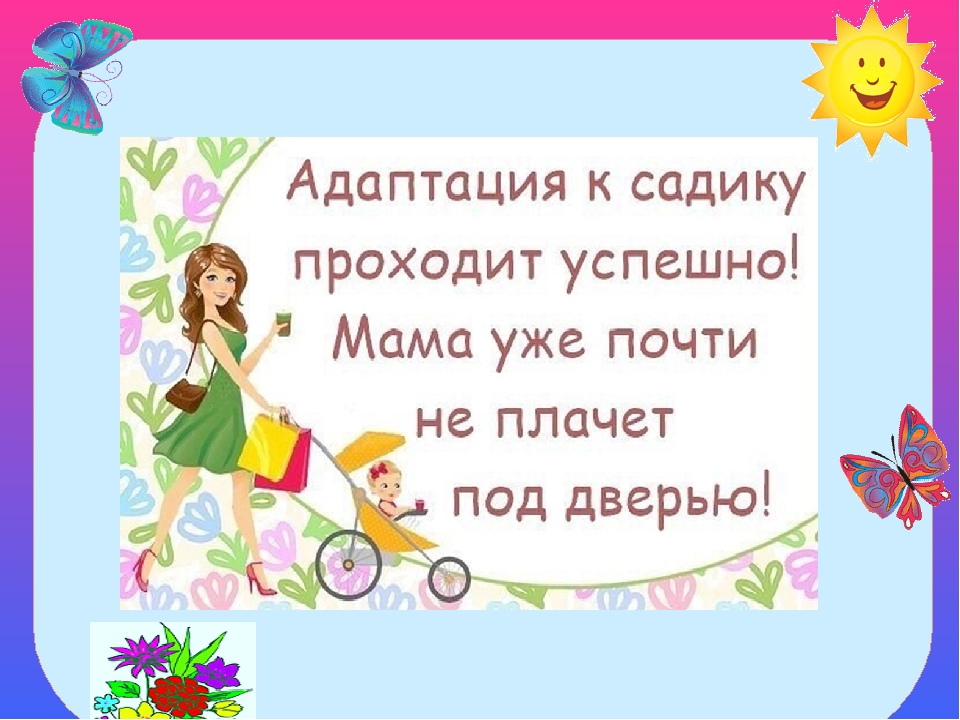 Адаптация к садику
проходит успешно!
Мама уже почти
не плачет
под дверью!